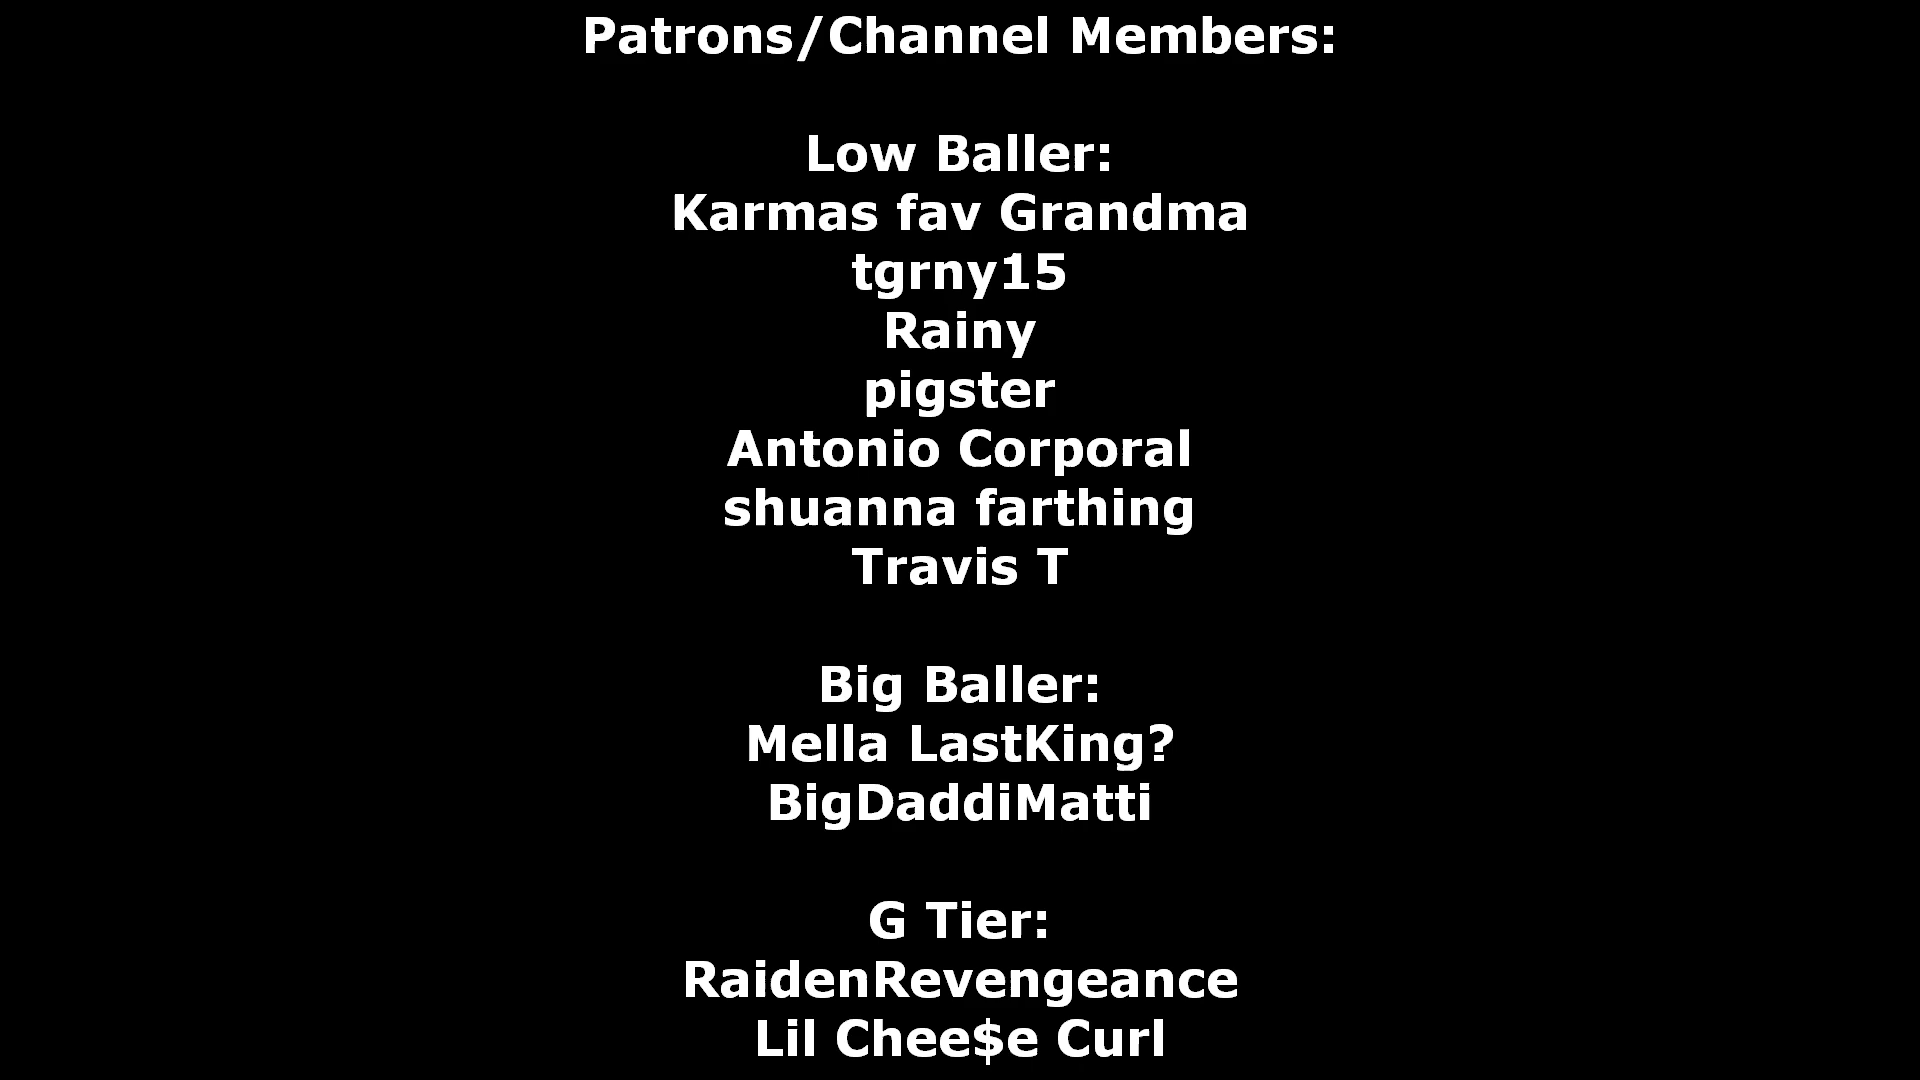 Patrons/Channel Members:
Low Baller:
Karmas fav Grandma
tgrny15
Rainy
pigster
Antonio Corporal
shuanna farthing
Travis T
Big Baller:
Mella LastKing?
BigDaddiMatti
G Tier:
RaidenRevengeance
Lil Chee$e Curl